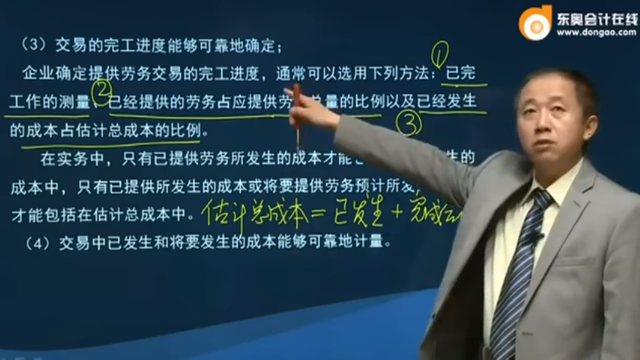 东奥会计在线
www.dongao.com
（3）交易的完工进度能够可靠地确定；
①
企业确定提供劳务交易的完工进度，通常可以选用下列方法：已完
工作的测量、②已经提供的劳务占应提供劳 总量的比例以及已经发生
的成本占估计总成本的比例。 ③
在实务中，只有已提供劳务所发生的成本才能 生的
成本中，只有已提供所发生的成本或将要提供劳务预计所发
才能包括在估计总成本中。 估计总成本＝已发生＋完成
（4）交易中已发生和将要发生的成本能够可靠地计量。